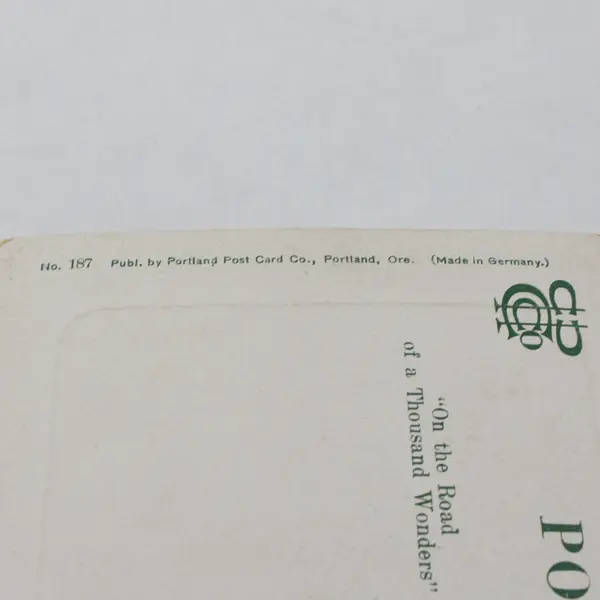 No. 187 Publ. by Portland Post Card Co., Portland, Ore. (Made in Germany.)
"On the Road
of a Thousand Wonders"
PO